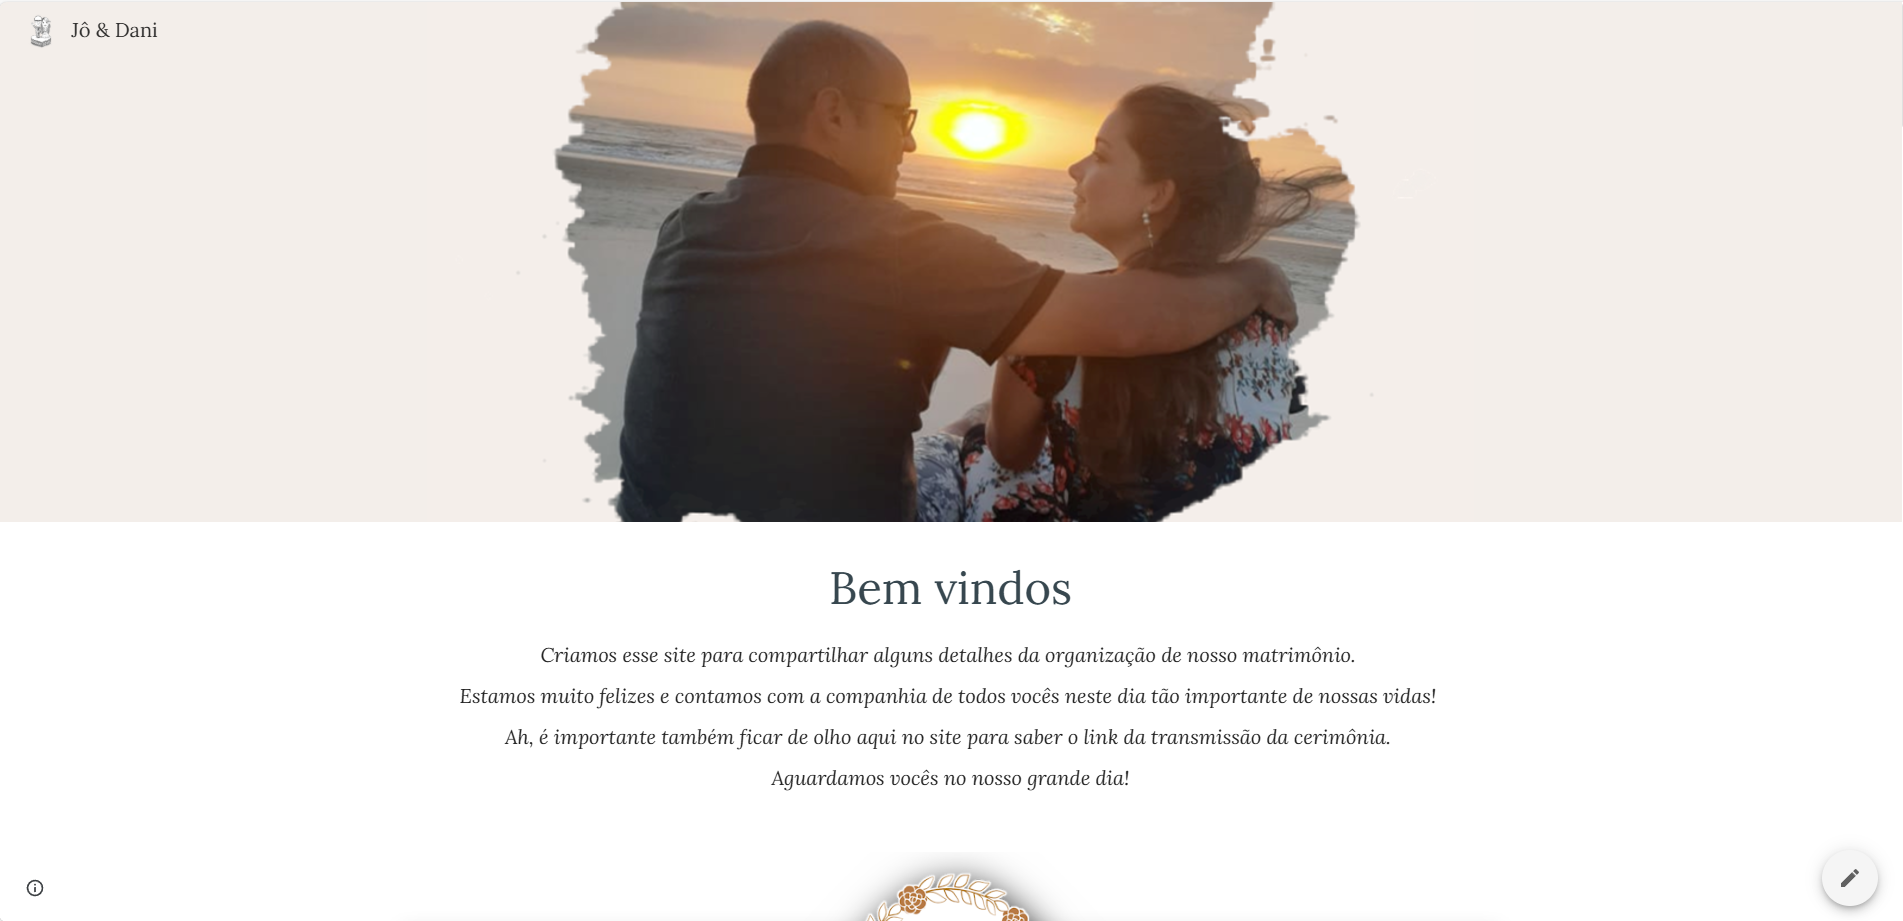 Jô & Dani
Bem vindos
Criamos esse site para compartilhar alguns detalhes da organização de nosso matrimônio.
Estamos muito felizes e contamos com a companhia de todos vocês neste dia tão importante de nossas vidas!
Ah, é importante também ficar de olho aqui no site para saber o link da transmissão da cerimônia.
Aguardamos vocês no nosso grande dia!